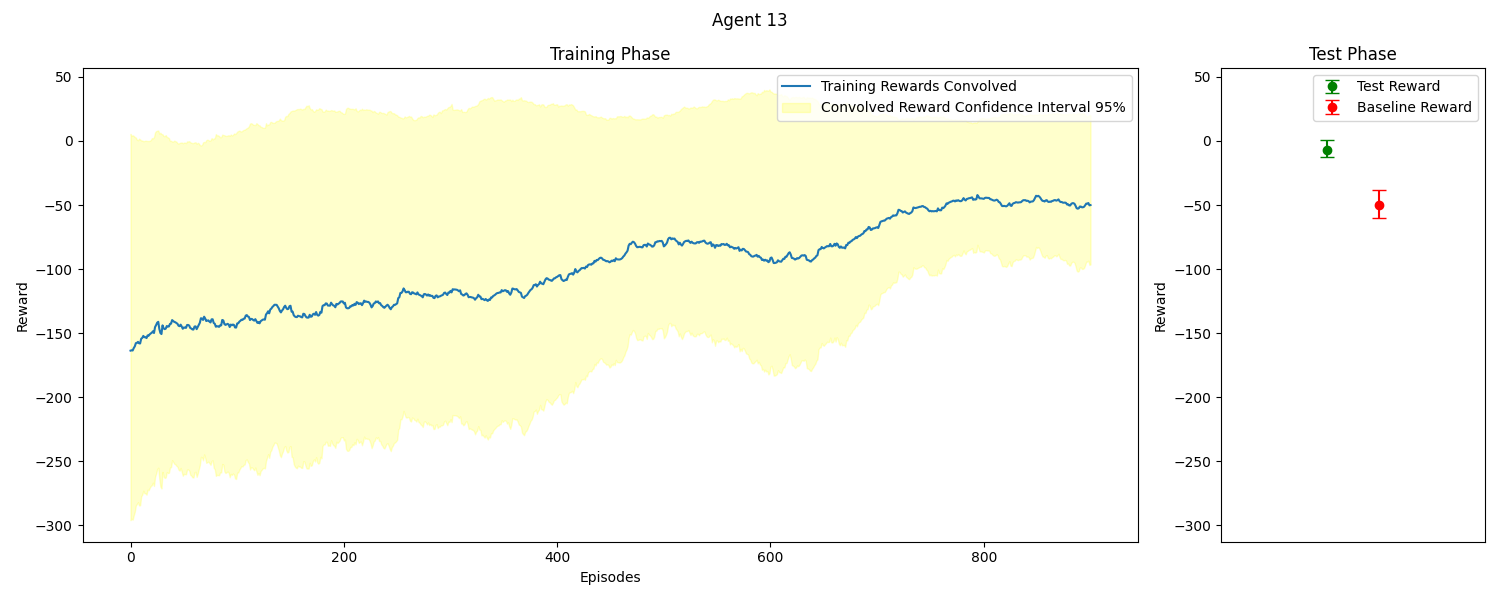 Agent 13
Training Phase
Training Rewards Convolved
Convolved Reward Confidence Interval 95%
50
0
−50
−100
−150
−200
−250
−300
Reward
0
200
400
600
800
Episodes
Test Phase
Test Reward
Baseline Reward
50
0
−50
−100
−150
−200
−250
−300
Reward